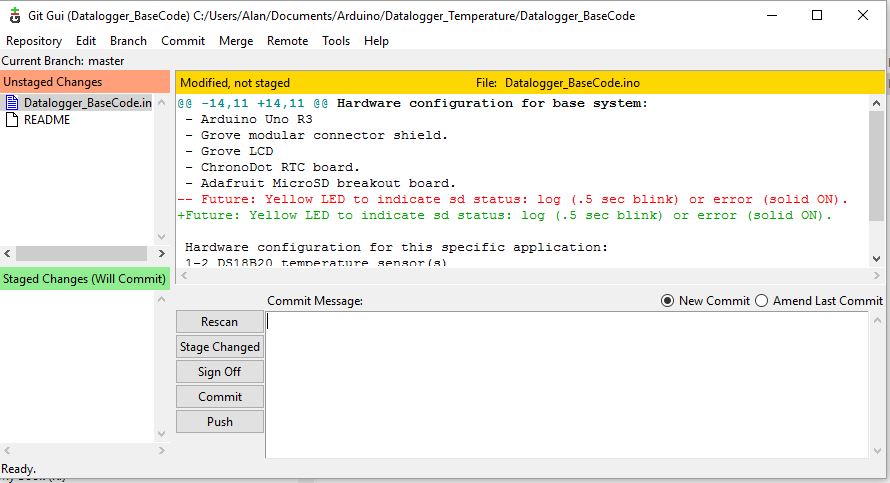 Git Gui (Datalogger_BaseCode) C:/Users/Alan/Documents/Arduino/Datalogger_Temperature/Datalogger_BaseCode
Repository Edit Branch Commit Merge Remote Tools Help
Current Branch: master
Unstaged Changes
Datalogger_BaseCode.in
README
Staged Changes (Will Commit)
Modified, not staged File: Datalogger_BaseCode.ino
@@ -14,11 +14,11 @@ Hardware configuration for base system:
- Arduino Uno R3
- Grove modular connector shield.
- Grove LCD
- ChronoDot RTC board.
- Adafruit MicroSD breakout board.
-- Future: Yellow LED to indicate sd status: log (.5 sec blink) or error (solid ON).
+Future: Yellow LED to indicate sd status: log (.5 sec blink) or error (solid ON).
Hardware configuration for this specific application:
1-2 DS18B20 temperature sensor(s)
Commit Message: New Commit Amend Last Commit
Rescan
Stage Changed
Sign Off
Commit
Push
Ready.